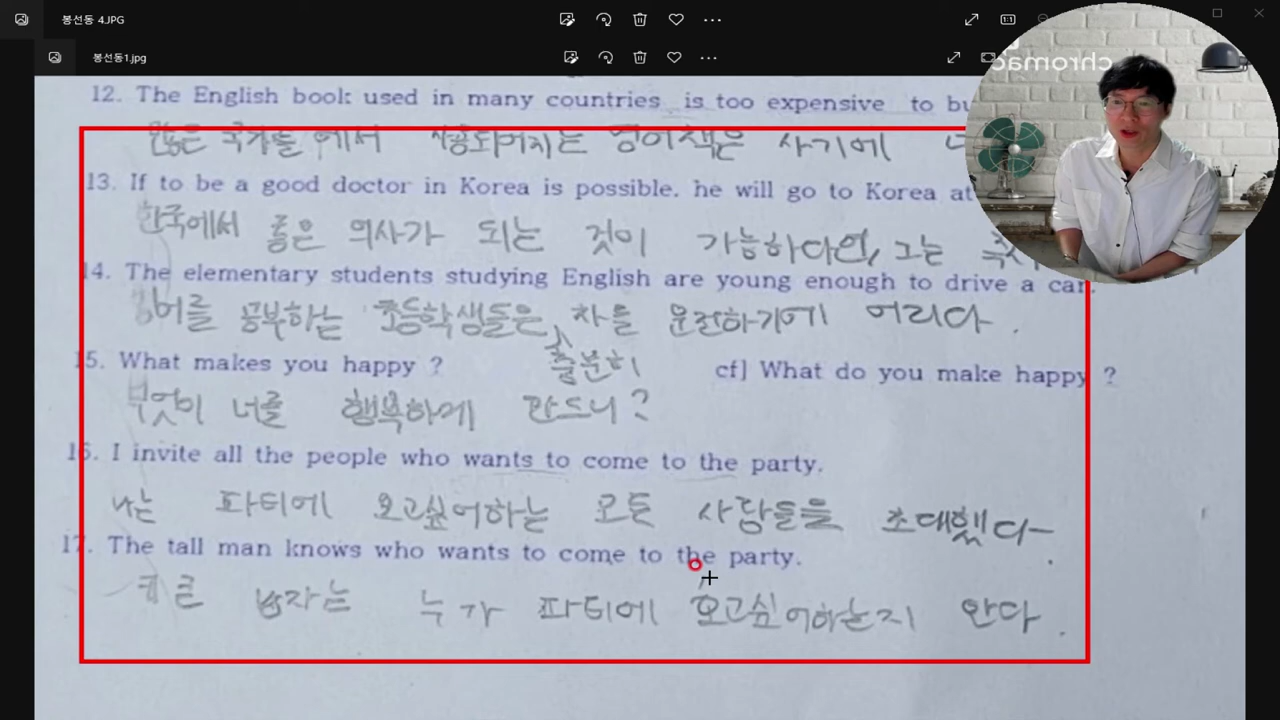 봉선동 4.JPG
봉선동1.jpg
chromac
12. The English book used in many countries is too expensive to bu
많은 국가들에서 사용되어지는 영어책은 사기에 너
13. If to be a good doctor in Korea is possible. he will go to Korea at
한국에서 좋은 의사가 되는 것이 가능하다면, 그는
14. The elementary students studying English are young enough to drive a car.
영어를 공부하는 초등학생들은 차를 운전하기에 어리다.
충분히
15. What makes you happy ? cf] What do you make happy ?
무엇이 너를 행복하게 만드니?
16. I invite all the people who wants to come to the party.
나는 파티에 오고싶어하는 모든 사람들을 초대했다.
17. The tall man knows who wants to come to the party.
키 큰 남자는 누가 파티에 오고싶어하는지 안다.